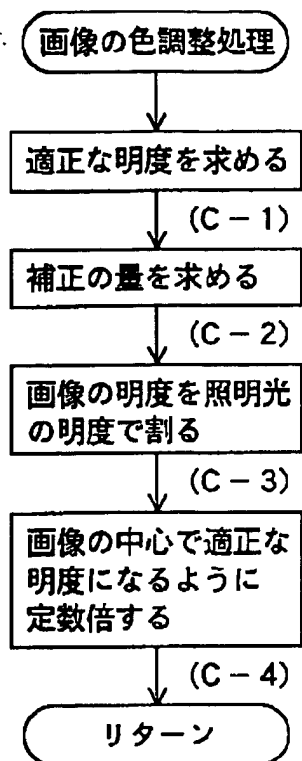 画像の色調整処理
適正な明度を求める
(C-1)
補正の量を求める
(C-2)
画像の明度を照明光
の明度で割る
(C-3)
画像の中心で適正な
明度になるように
定数倍する
(C-4)
リターン